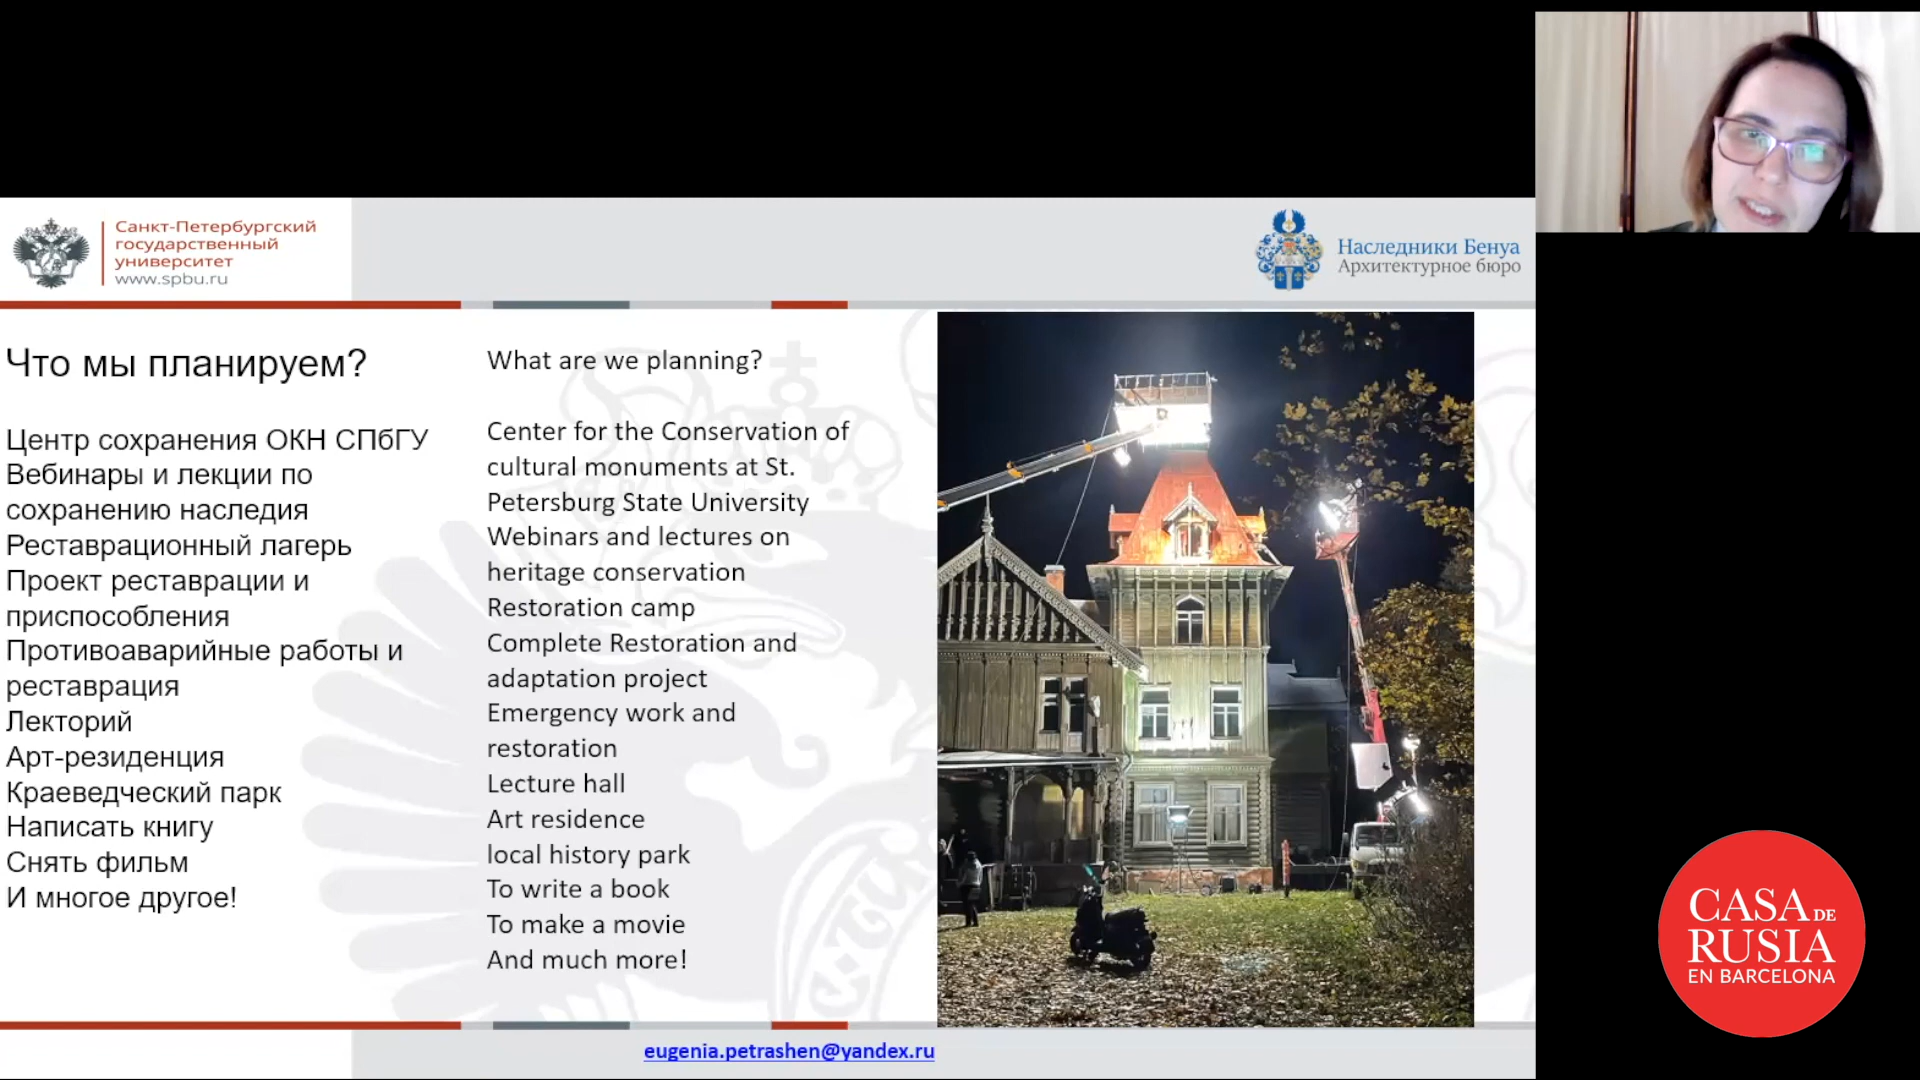 Санкт-Петербургский
государственный
университет
www.spbu.ru
Наследники Бенуа
Архитектурное бюро
Что мы планируем?
Центр сохранения ОКН СПбГУ
Вебинары и лекции по
сохранению наследия
Реставрационный лагерь
Проект реставрации и
приспособления
Противоаварийные работы и
реставрация
Лекторий
Арт-резиденция
Краеведческий парк
Написать книгу
Снять фильм
И многое другое!
What are we planning?
Center for the Conservation of
cultural monuments at St.
Petersburg State University
Webinars and lectures on
heritage conservation
Restoration camp
Complete Restoration and
adaptation project
Emergency work and
restoration
Lecture hall
Art residence
local history park
To write a book
To make a movie
And much more!
eugenia.petrashen@yandex.ru
CASA DE
RUSIA
EN BARCELONA